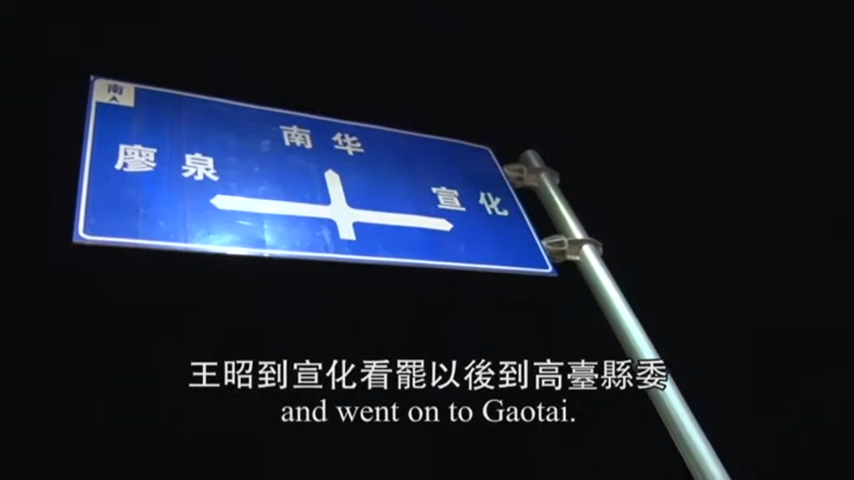 南
南华
廖泉
宣化
王昭到宣化看罷以後到高臺縣委
and went on to Gaotai.